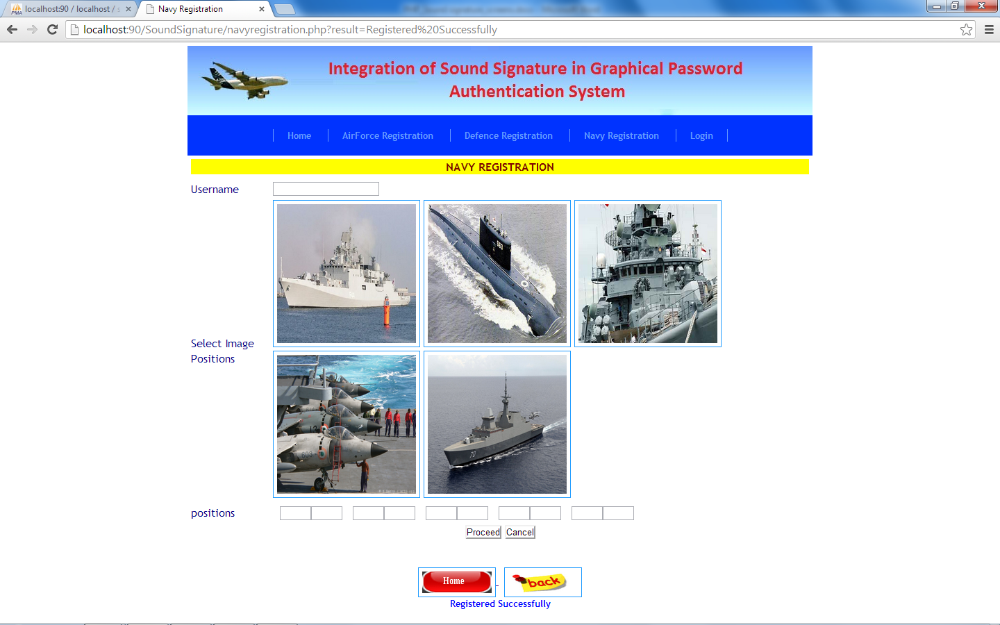 localhost:90 / localhost / s
Navy Registration
localhost:90/SoundSignature/navyregistration.php?result=Registered%20Successfully
Integration of Sound Signature in Graphical Password
Authentication System
Home
AirForce Registration
Defence Registration
Navy Registration
Login
NAVY REGISTRATION
Username
Select Image
Positions
603
70
positions
Proceed
Cancel
Home
back
Registered Successfully